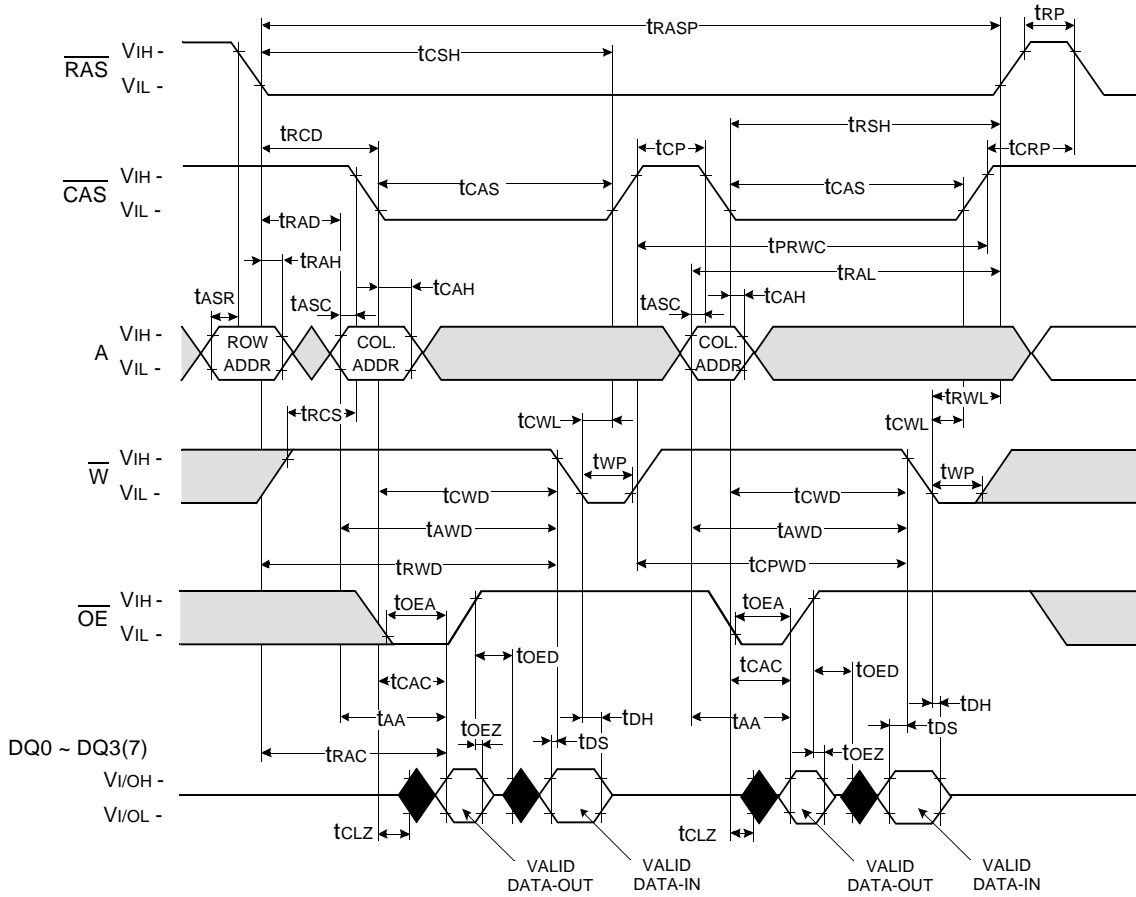 tRP
tRASP
tCSH
RAS
VIH -
VIL -
tRCD
tRSH
tCP
tCRP
CAS
VIH -
VIL -
tCAS
tCAS
tRAD
tPRWC
tRAH
tRAL
tASR
tASC
tCAH
tASC
tCAH
A
VIH -
VIL -
ROW
ADDR
COL.
ADDR
COL.
ADDR
tRCS
tCWL
tRWL
tCWL
W
VIH -
VIL -
tWP
tWP
tCWD
tCWD
tAWD
tAWD
tRWD
tCPWD
OE
VIH -
VIL -
tOEA
tOEA
tOED
tOED
tCAC
tCAC
tAA
tDH
tAA
tDH
tOEZ
tDS
tOEZ
tDS
DQ0 ~ DQ3(7)
tRAC
VI/OH -
VI/OL -
tCLZ
tCLZ
VALID
DATA-OUT
VALID
DATA-IN
VALID
DATA-OUT
VALID
DATA-IN